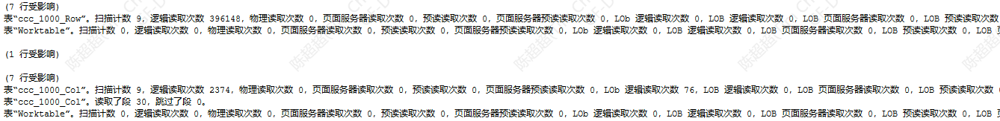 (7 行受影响)
表“ccc_1000_Row”。扫描计数 9，逻辑读取次数 396148，物理读取次数 0，页面服务器读取次数 0，预读读取次数 0，页面服务器预读读取次数 0，LOb 逻辑读取次数 0，LOB 逻辑读取次数 0，LOB 页面服务器读取次数 0，LOB 预读读取次数
表“Worktable”。扫描计数 0，逻辑读取次数 0，物理读取次数 0，页面服务器读取次数 0，预读读取次数 0，页面服务器预读读取次数 0，LOb 逻辑读取次数 0，LOB 逻辑读取次数 0，LOB 页面服务器读取次数 0，LOB 预读读取次数 0，LOB
(1 行受影响)
(7 行受影响)
表“ccc_1000_Col”。扫描计数 9，逻辑读取次数 2374，物理读取次数 0，页面服务器读取次数 0，预读读取次数 0，页面服务器预读读取次数 0，LOb 逻辑读取次数 76，LOB 逻辑读取次数 0，LOB 页面服务器读取次数 0，LOB 预读读取次数
表“ccc_1000_Col”。读取了段 30，跳过了段 0。
表“Worktable”。扫描计数 0，逻辑读取次数 0，物理读取次数 0，页面服务器读取次数 0，预读读取次数 0，页面服务器预读读取次数 0，LOb 逻辑读取次数 0，LOB 逻辑读取次数 0，LOB 页面服务器读取次数 0，LOB 预读读取次数 0，LOB